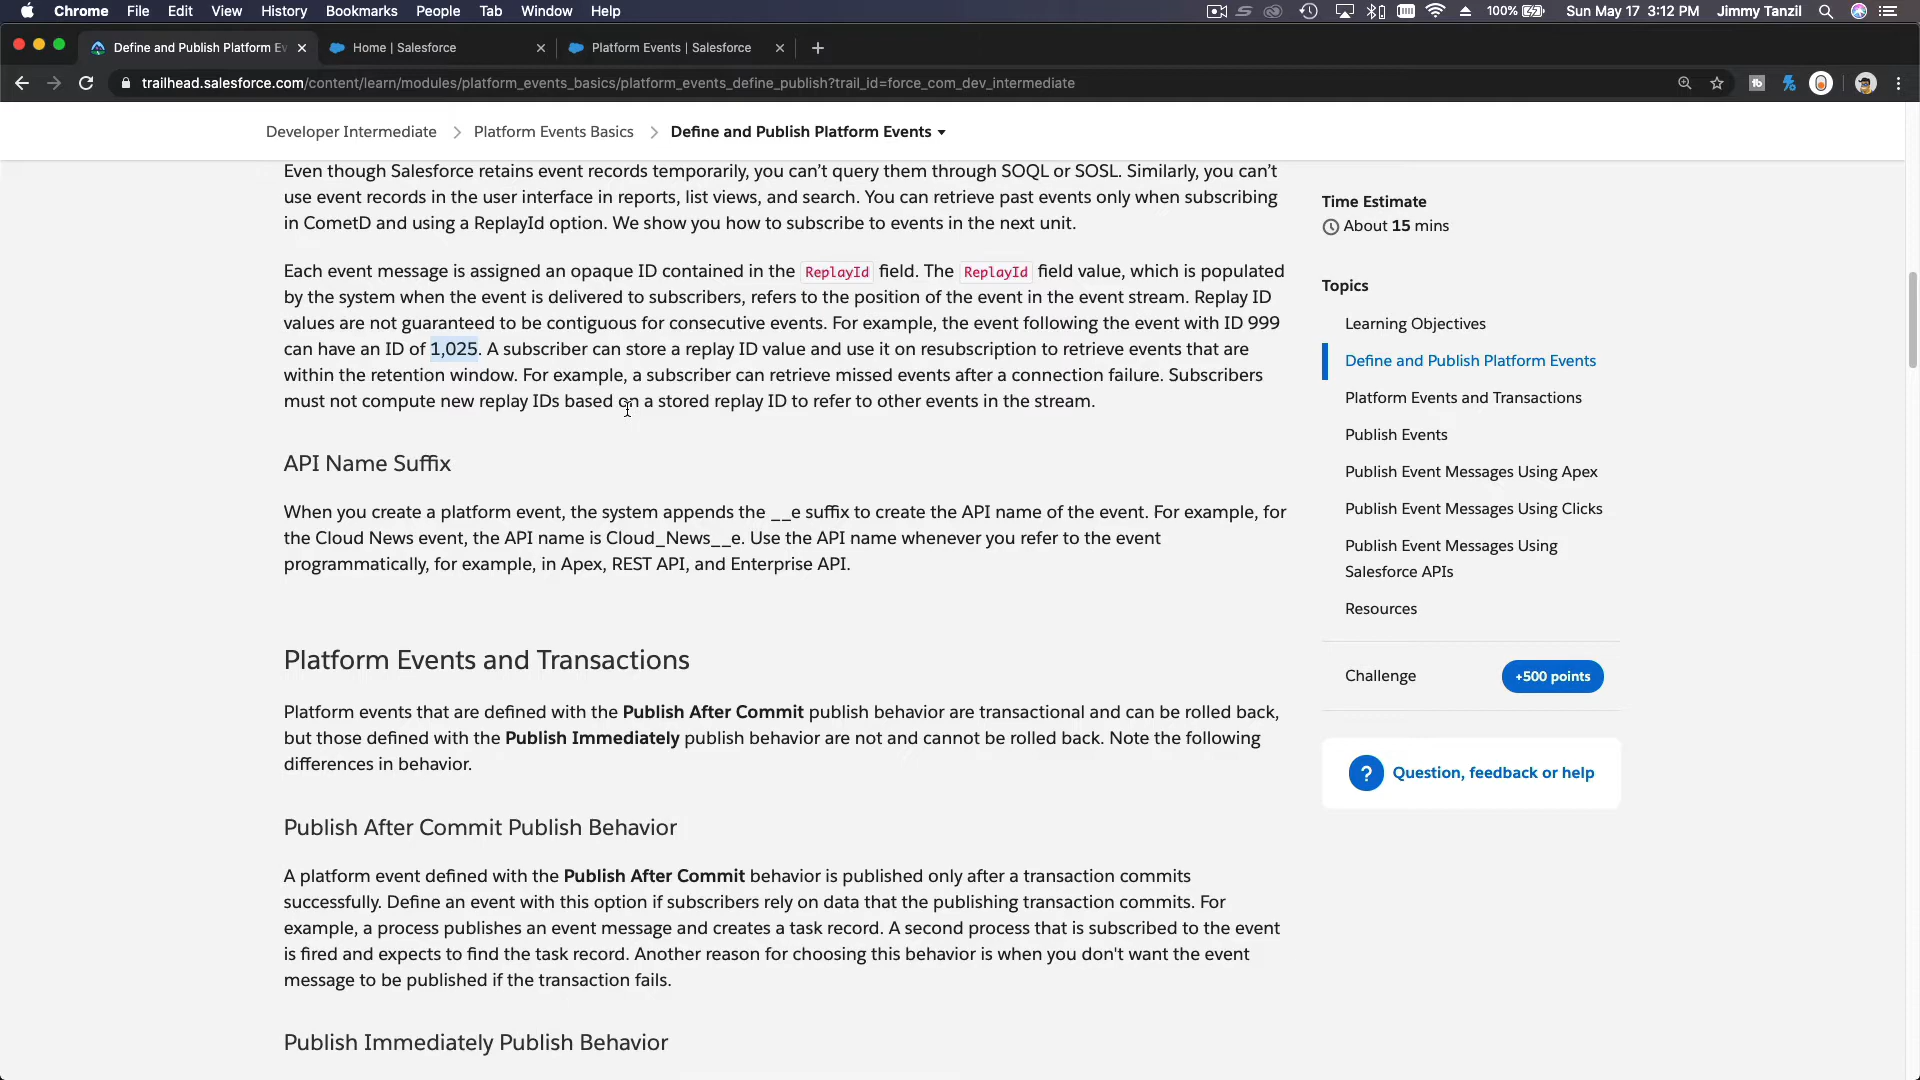 Chrome File Edit View History Bookmarks People Tab Window Help 100% Sun May 17 3:12 PM Jimmy Tanzil
Define and Publish Platform Ev Home | Salesforce Platform Events | Salesforce
trailhead.salesforce.com/content/learn/modules/platform_events_basics/platform_events_define_publish?trail_id=force_com_dev_intermediate
Developer Intermediate > Platform Events Basics > Define and Publish Platform Events
Even though Salesforce retains event records temporarily, you can’t query them through SOQL or SOSL. Similarly, you can’t
use event records in the user interface in reports, list views, and search. You can retrieve past events only when subscribing
in CometD and using a ReplayId option. We show you how to subscribe to events in the next unit.
Each event message is assigned an opaque ID contained in the ReplayId field. The ReplayId field value, which is populated
by the system when the event is delivered to subscribers, refers to the position of the event in the event stream. Replay ID
values are not guaranteed to be contiguous for consecutive events. For example, the event following the event with ID 999
can have an ID of 1,025. A subscriber can store a replay ID value and use it on resubscription to retrieve events that are
within the retention window. For example, a subscriber can retrieve missed events after a connection failure. Subscribers
must not compute new replay IDs based on a stored replay ID to refer to other events in the stream.
API Name Suffix
When you create a platform event, the system appends the __e suffix to create the API name of the event. For example, for
the Cloud News event, the API name is Cloud_News__e. Use the API name whenever you refer to the event
programmatically, for example, in Apex, REST API, and Enterprise API.
Platform Events and Transactions
Platform events that are defined with the Publish After Commit publish behavior are transactional and can be rolled back,
but those defined with the Publish Immediately publish behavior are not and cannot be rolled back. Note the following
differences in behavior.
Publish After Commit Publish Behavior
A platform event defined with the Publish After Commit behavior is published only after a transaction commits
successfully. Define an event with this option if subscribers rely on data that the publishing transaction commits. For
example, a process publishes an event message and creates a task record. A second process that is subscribed to the event
is fired and expects to find the task record. Another reason for choosing this behavior is when you don't want the event
message to be published if the transaction fails.
Publish Immediately Publish Behavior
Time Estimate
About 15 mins
Topics
Learning Objectives
Define and Publish Platform Events
Platform Events and Transactions
Publish Events
Publish Event Messages Using Apex
Publish Event Messages Using Clicks
Publish Event Messages Using
Salesforce APIs
Resources
Challenge +500 points
? Question, feedback or help